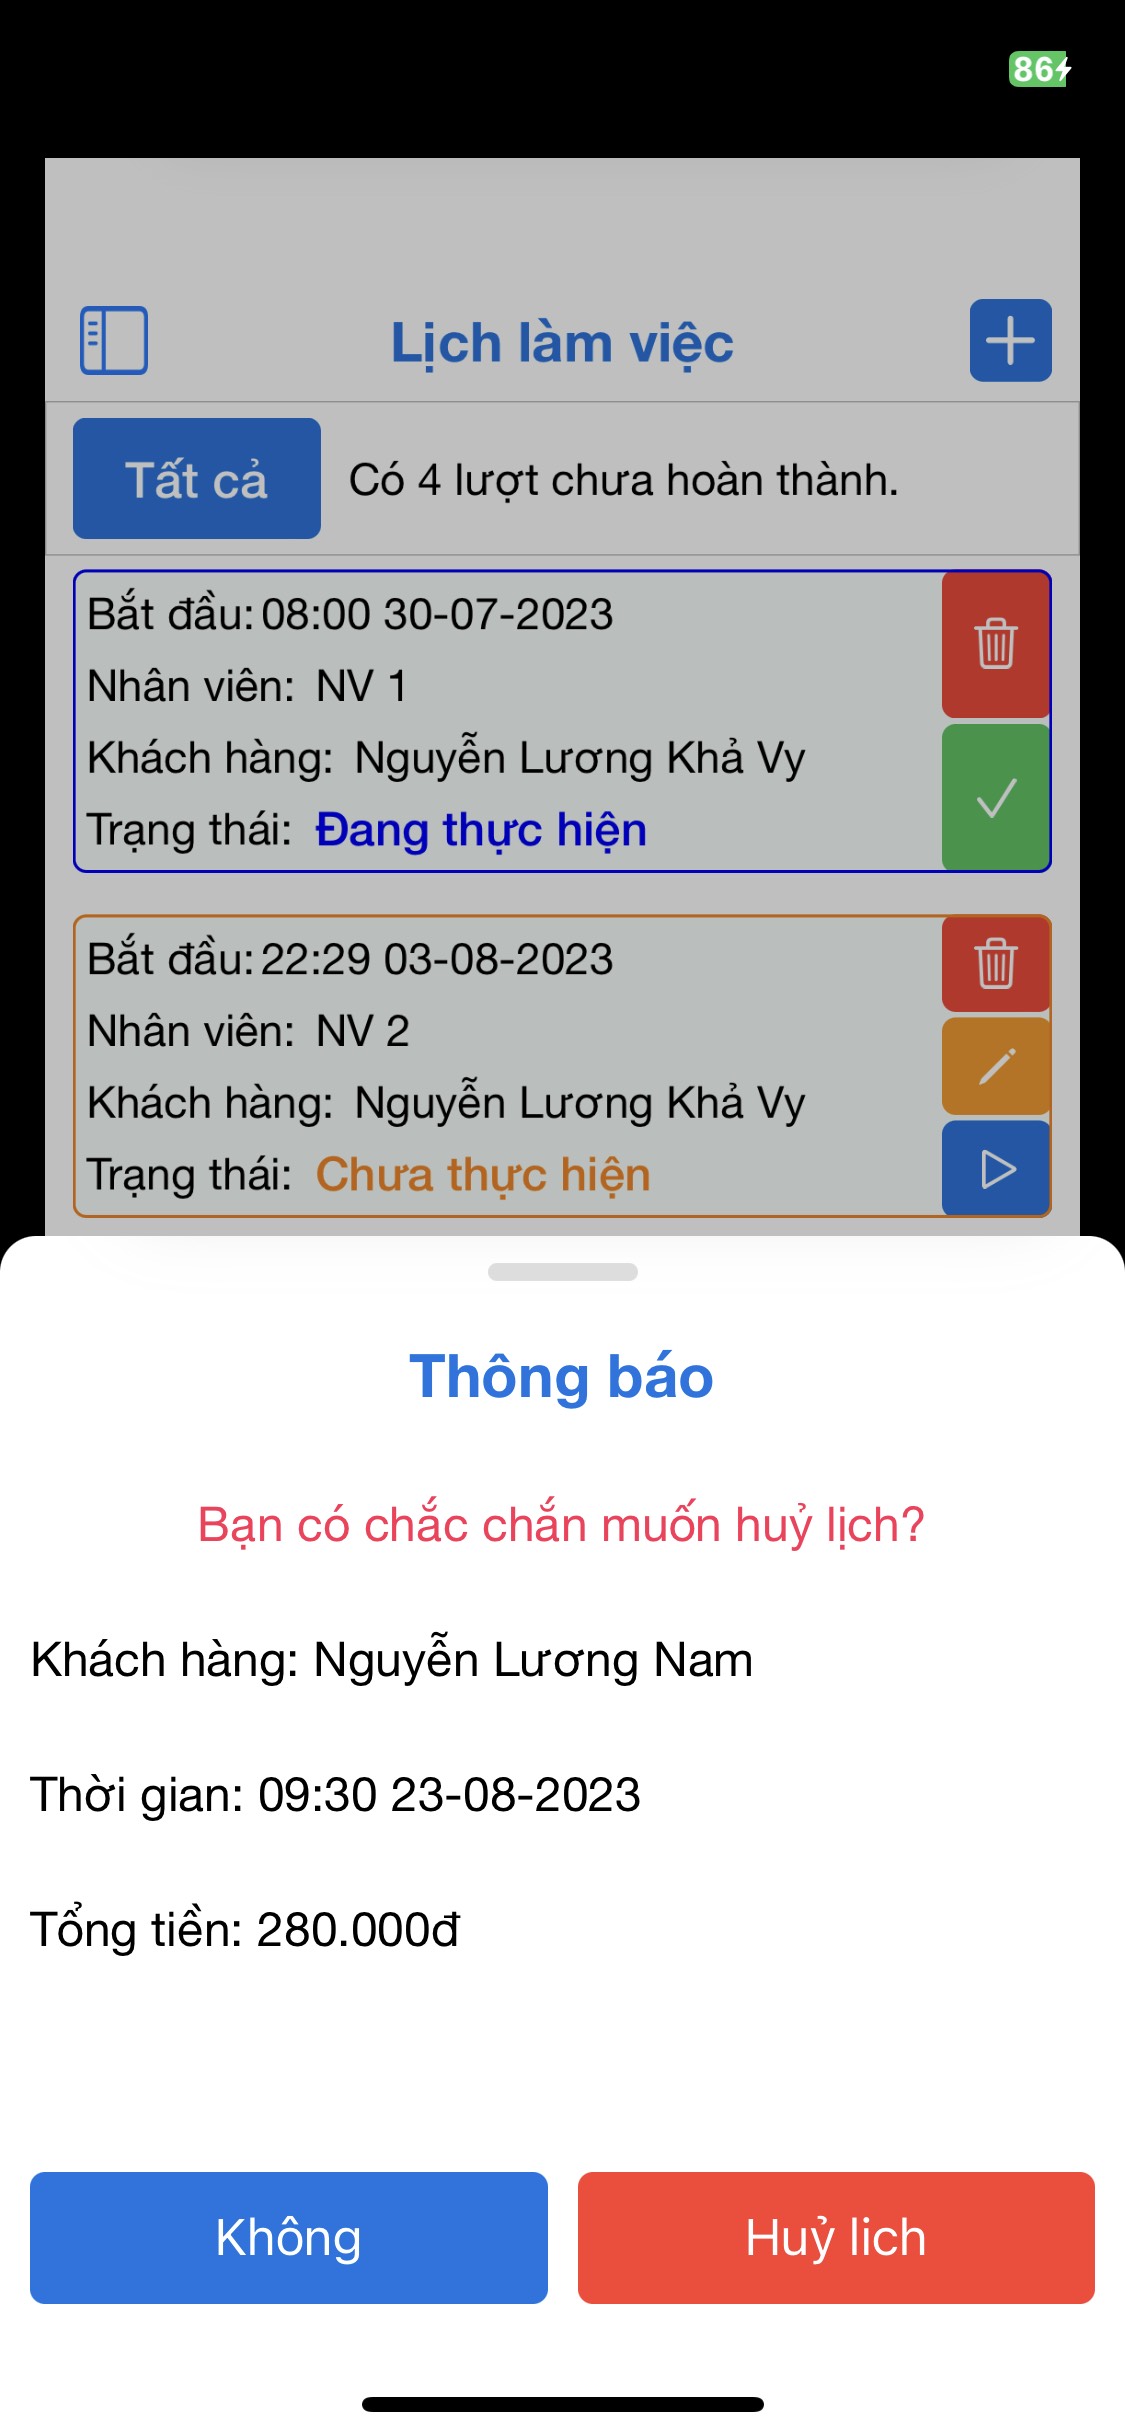 86
Lịch làm việc
Tất cả
Có 4 lượt chưa hoàn thành.
Bắt đầu: 08:00 30-07-2023
Nhân viên: NV 1
Khách hàng: Nguyễn Lương Khả Vy
Trạng thái: Đang thực hiện
Bắt đầu: 22:29 03-08-2023
Nhân viên: NV 2
Khách hàng: Nguyễn Lương Khả Vy
Trạng thái: Chưa thực hiện
Thông báo
Bạn có chắc chắn muốn huỷ lịch?
Khách hàng: Nguyễn Lương Nam
Thời gian: 09:30 23-08-2023
Tổng tiền: 280.000đ
Không
Huỷ lich